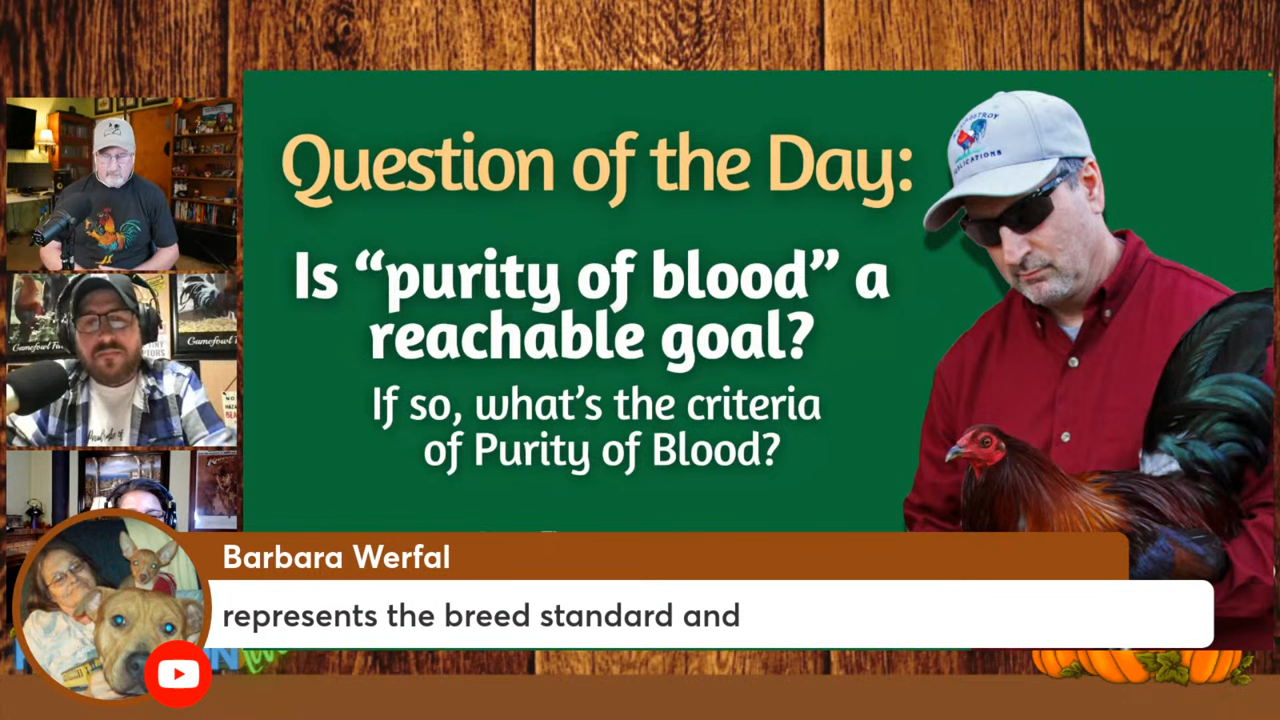 Question of the Day:
Is “purity of blood” a
reachable goal?
If so, what’s the criteria
of Purity of Blood?
Barbara Werfal
represents the breed standard and